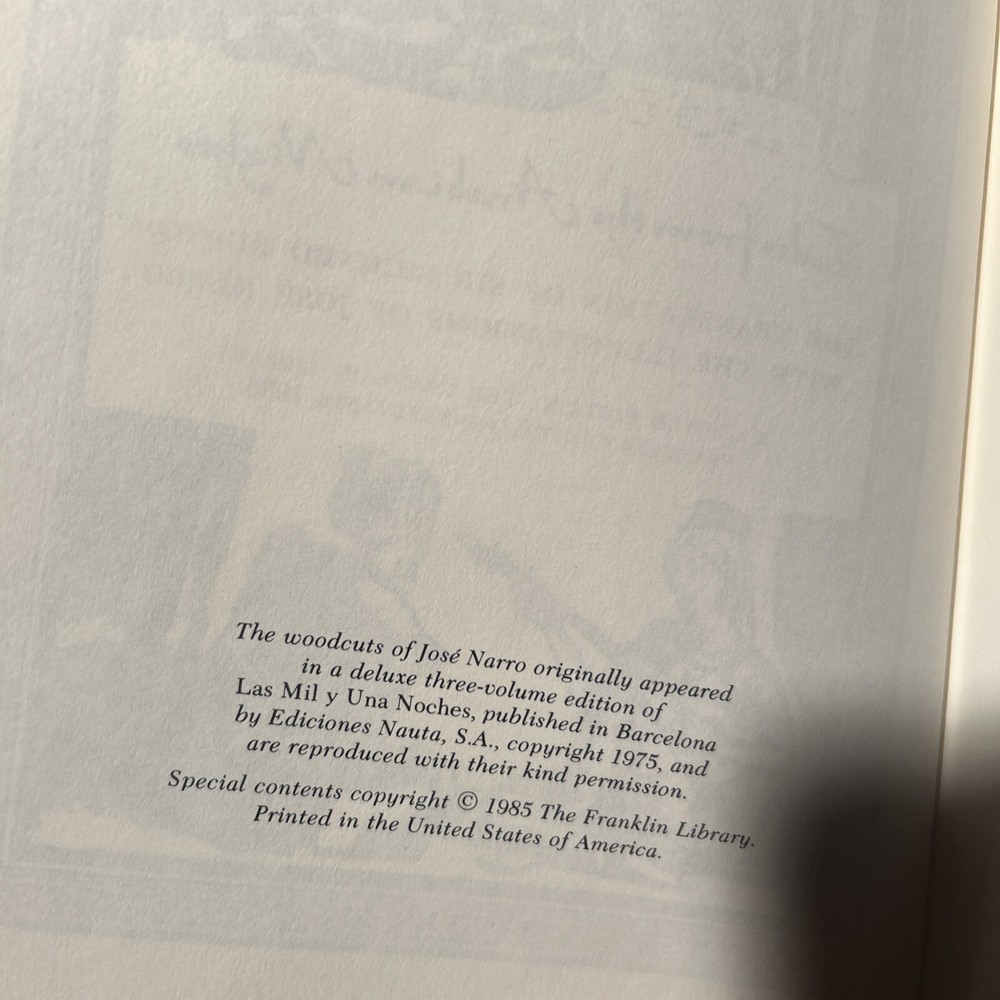 The woodcuts of José Narro originally appeared
in a deluxe three-volume edition of
Las Mil y Una Noches, published in Barcelona
by Ediciones Nauta, S.A., copyright 1975, and
are reproduced with their kind permission.
Special contents copyright © 1985 The Franklin Library.
Printed in the United States of America.